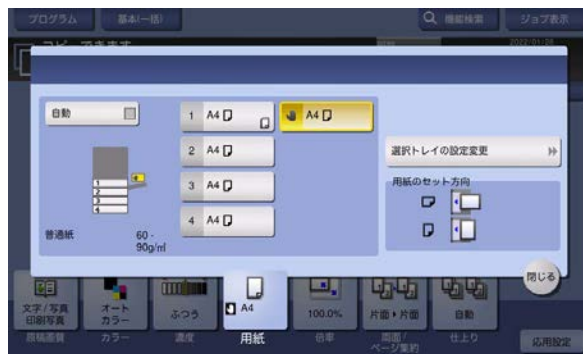 プログラム
基本(一括)
機能検索
ジョブ表示
コピーできます
2022/01/26
自動
1 A4
A4
2 A4
3 A4
4 A4
選択トレイの設定変更
用紙のセット方向
1
2
3
4
普通紙
60 -
90g/㎡
閉じる
文字/写真
印刷写真
オート
カラー
ふつう
A4
100.0%
片面▶片面
自動
原稿画質
カラー
濃度
用紙
倍率
両面/
ページ集約
仕上り
応用設定